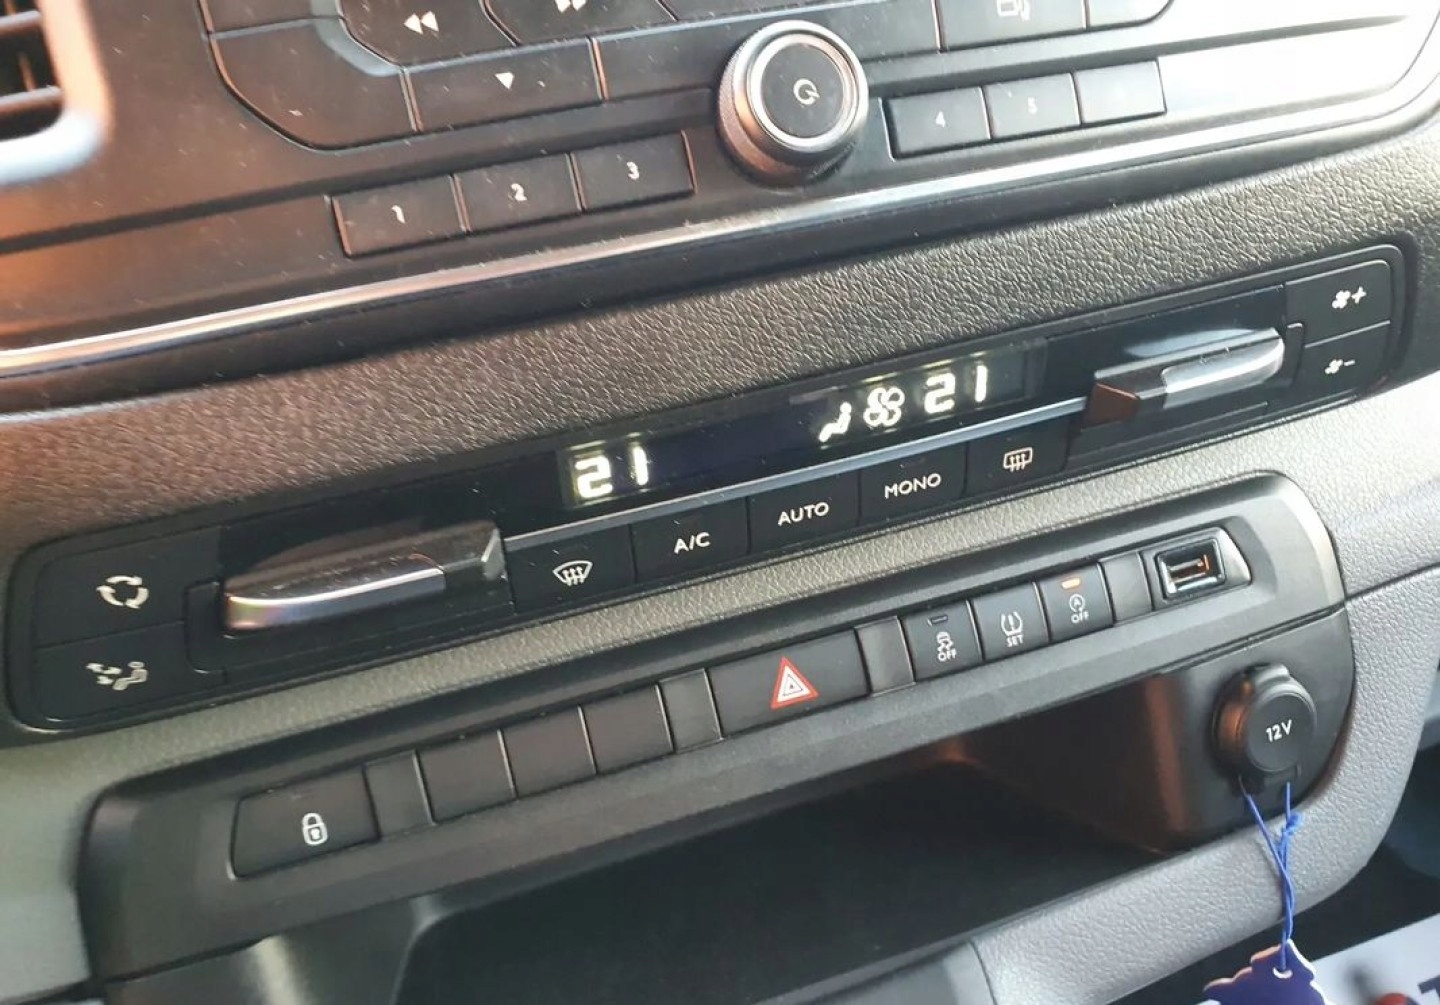 1 2 3 4 5
21 21
A/C AUTO MONO
OFF SET OFF
12V